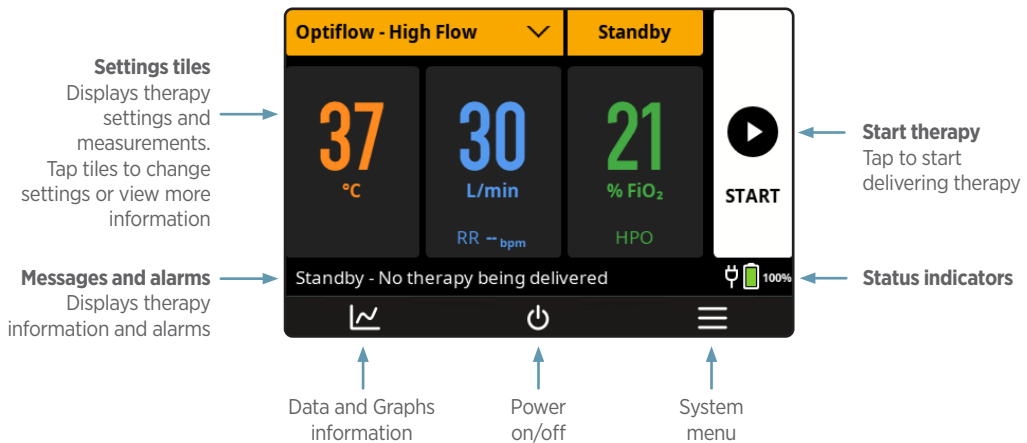 Optiflow - High Flow
Standby
Settings tiles
Displays therapy
settings and
measurements.
Tap tiles to change
settings or view more
information
37
°C
30
L/min
RR -- bpm
21
% FiO₂
HPO
START
Start therapy
Tap to start
delivering therapy
Messages and alarms
Displays therapy
information and alarms
Standby - No therapy being delivered
100%
Status indicators
Data and Graphs
information
Power
on/off
System
menu